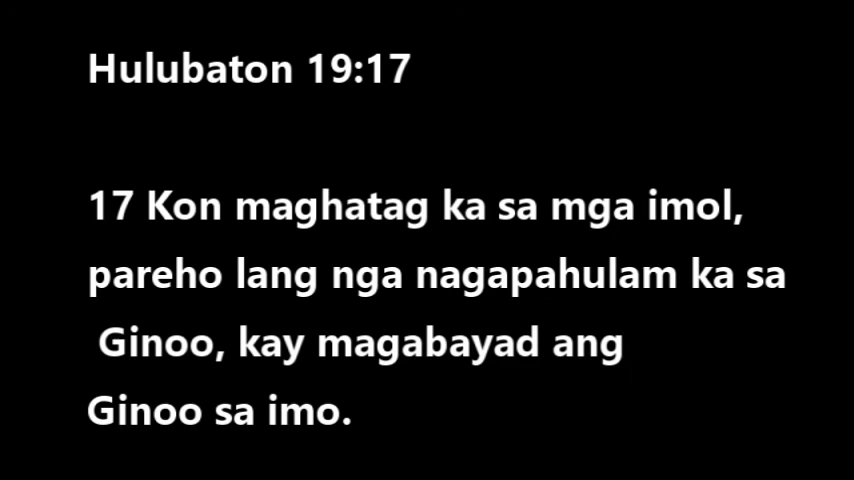 Hulubaton 19:17
17 Kon maghatag ka sa mga imol,
pareho lang nga nagapahulam ka sa
Ginoo, kay magabayad ang
Ginoo sa imo.